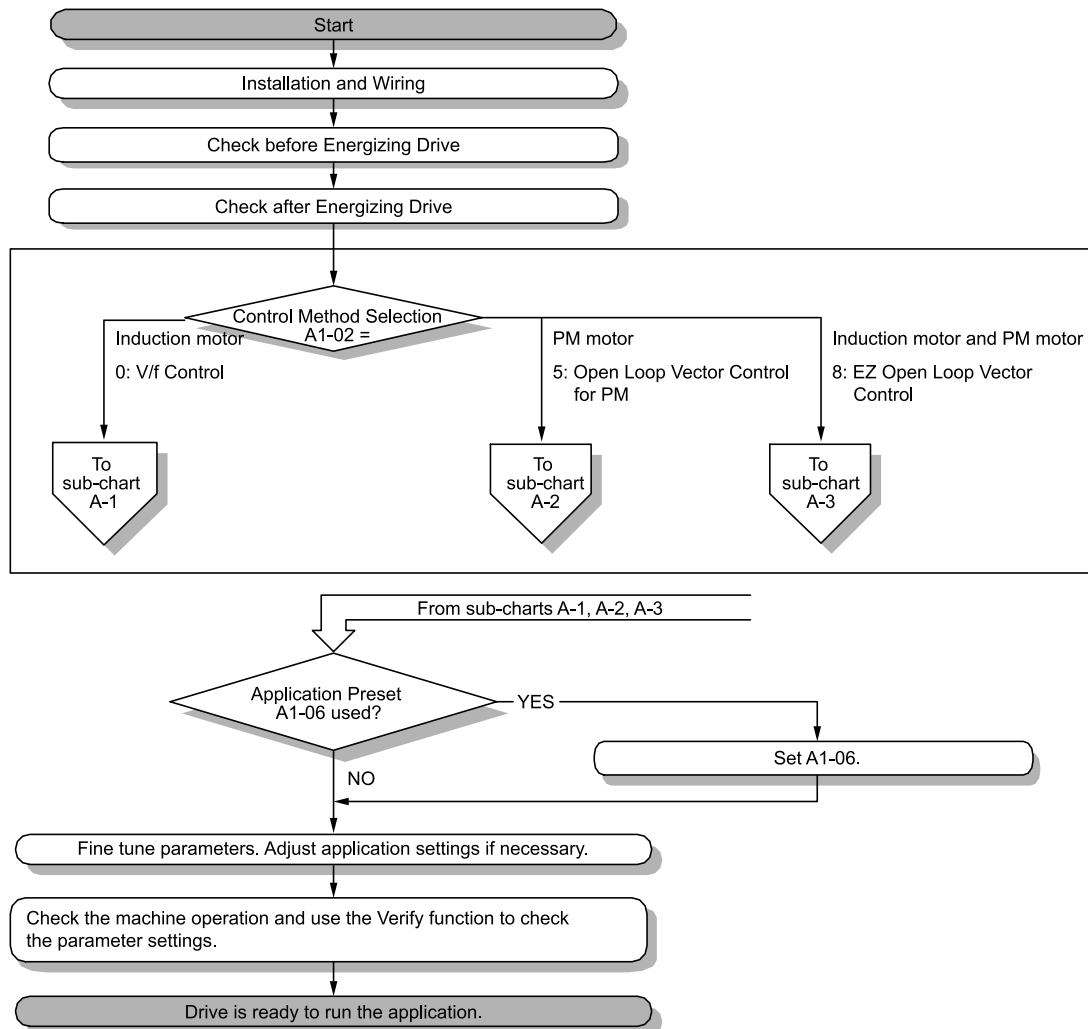 Start
Installation and Wiring
Check before Energizing Drive
Check after Energizing Drive
Control Method Selection
A1-02 =
Induction motor
0: V/f Control
PM motor
5: Open Loop Vector Control
for PM
Induction motor and PM motor
8: EZ Open Loop Vector
Control
To
sub-chart
A-1
To
sub-chart
A-2
To
sub-chart
A-3
From sub-charts A-1, A-2, A-3
Application Preset
A1-06 used?
YES
Set A1-06.
NO
Fine tune parameters. Adjust application settings if necessary.
Check the machine operation and use the Verify function to check
the parameter settings.
Drive is ready to run the application.